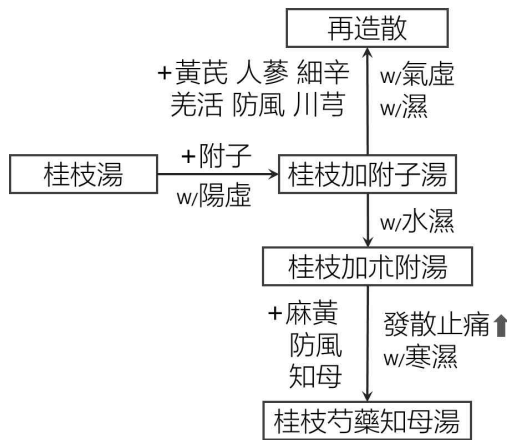 再造散
+黃芪 人蔘 細辛
羌活 防風 川芎
w/氣虛
w/濕
桂枝湯
+附子
w/陽虛
桂枝加附子湯
w/水濕
桂枝加朮附湯
+麻黃
防風
知母
發散止痛⬆
w/寒濕
桂枝芍藥知母湯